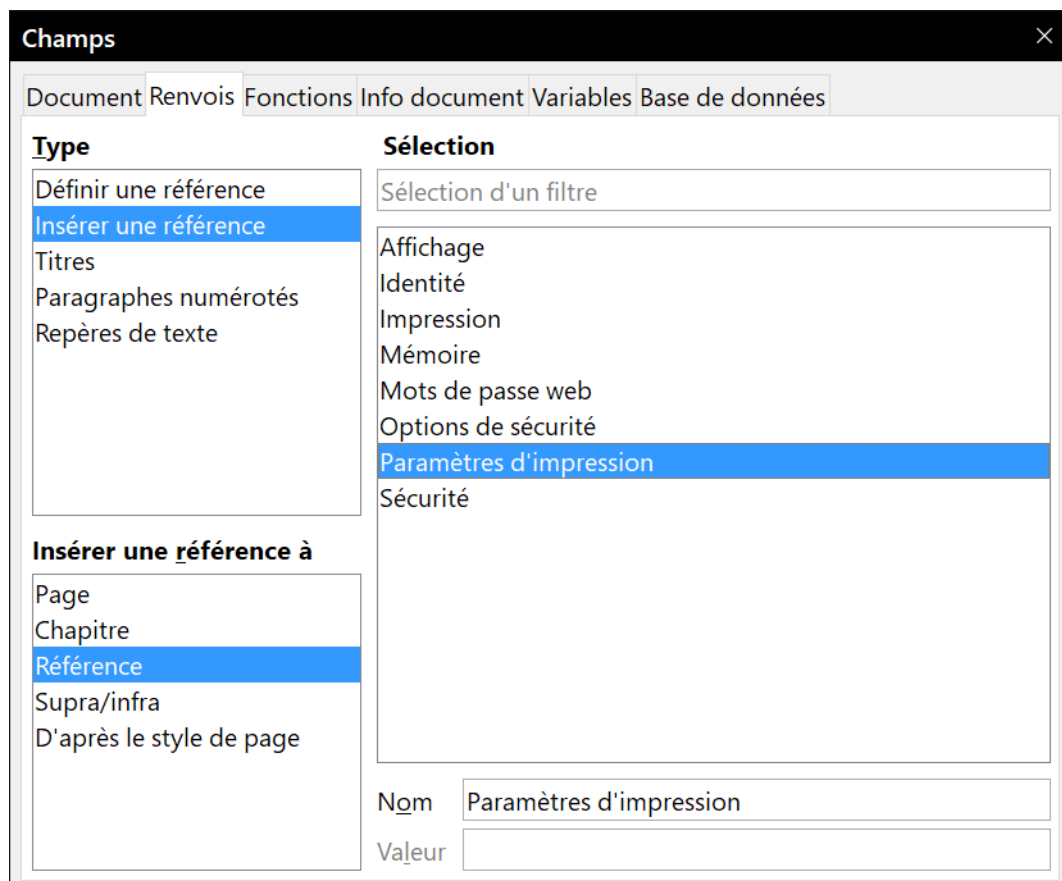 Champs
Document Renvois Fonctions Info document Variables Base de données
Type
Définir une référence
Insérer une référence
Titres
Paragraphes numérotés
Repères de texte
Insérer une référence à
Page
Chapitre
Référence
Supra/infra
D'après le style de page
Sélection
Sélection d'un filtre
Affichage
Identité
Impression
Mémoire
Mots de passe web
Options de sécurité
Paramètres d'impression
Sécurité
Nom Paramètres d'impression
Valeur